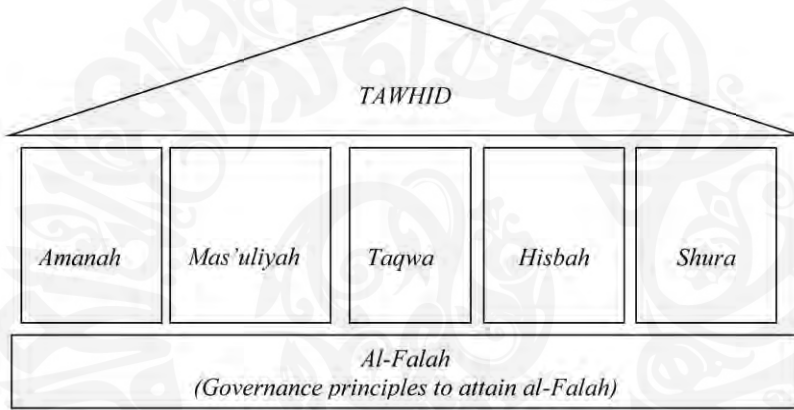 TAWHID
Amanah
Mas'uliyah
Taqwa
Hisbah
Shura
Al-Falah
(Governance principles to attain al-Falah)